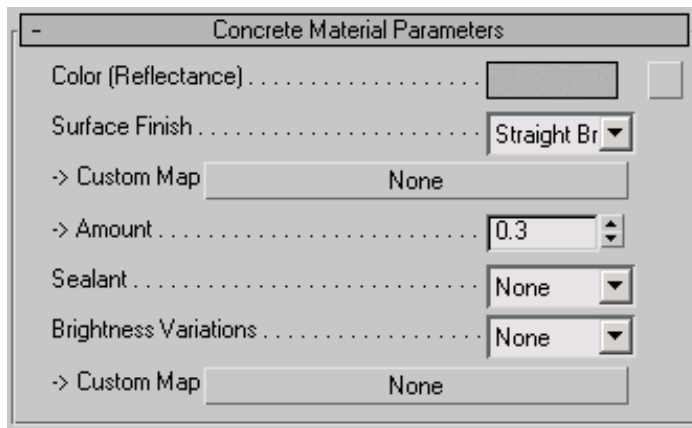 - Concrete Material Parameters
Color (Reflectance) . . . . . . . . . . . . . . . . . . . .
Surface Finish . . . . . . . . . . . . . . . . . . . . . . . . Straight Br
-> Custom Map None
-> Amount . . . . . . . . . . . . . . . . . . . . . . . . . . . 0.3
Sealant . . . . . . . . . . . . . . . . . . . . . . . . . . . . . None
Brightness Variations . . . . . . . . . . . . . . . . . . None
-> Custom Map None